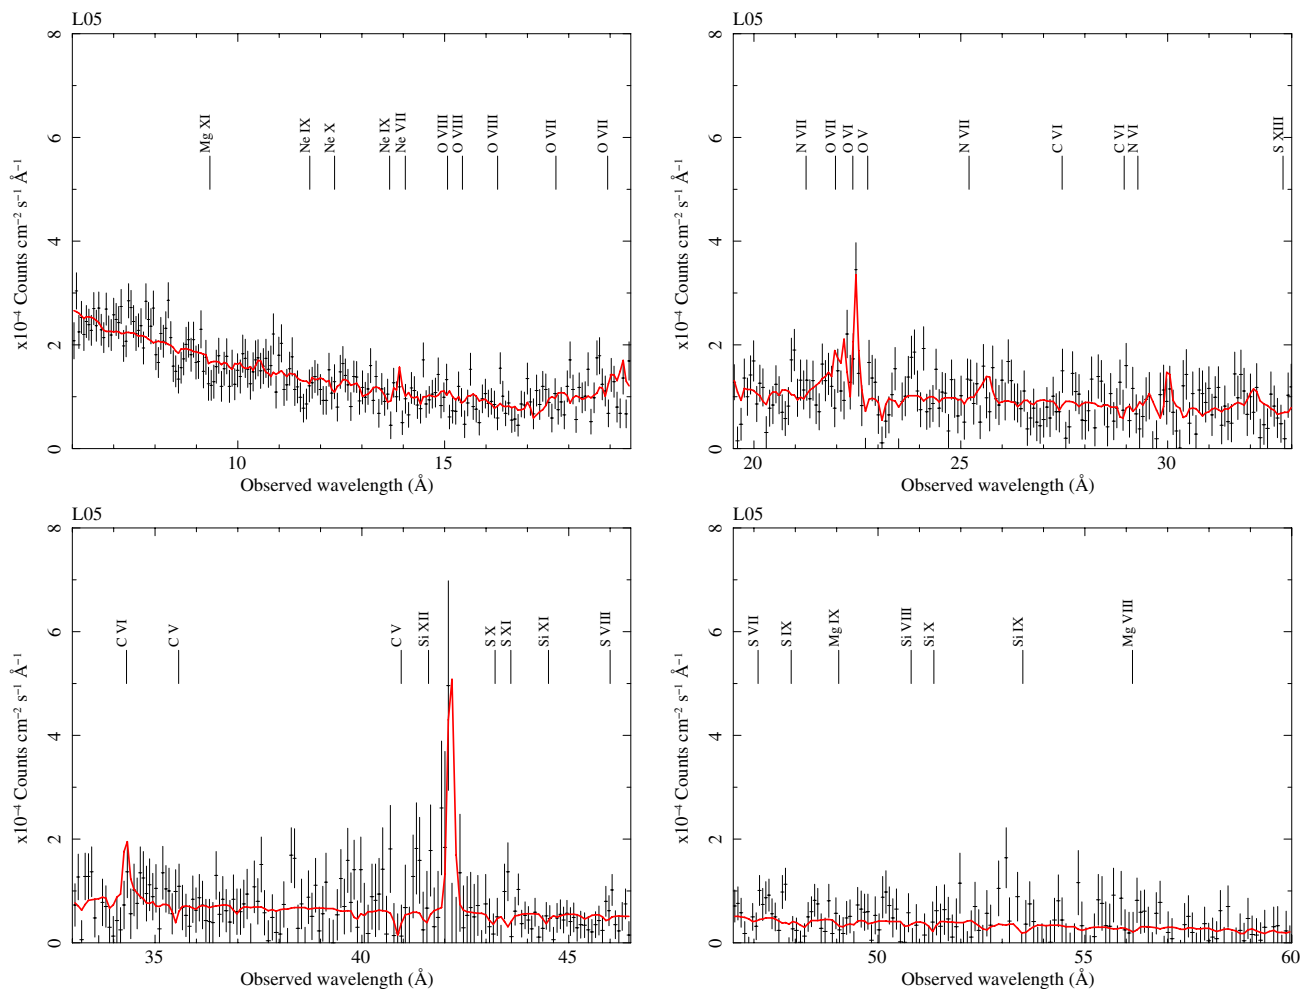 L05
8
6
4
2
0
x10⁻⁴ Counts cm⁻² s⁻¹ Å⁻¹
Mg XI
Ne IX
Ne X
Ne IX
Ne VII
O VIII
O VIII
O VIII
O VII
O VII
10
15
Observed wavelength (Å)
L05
8
6
4
2
0
x10⁻⁴ Counts cm⁻² s⁻¹ Å⁻¹
N VII
O VII
O VI
O V
N VII
C VI
C VI
N VI
S XIII
20
25
30
Observed wavelength (Å)
L05
8
6
4
2
0
x10⁻⁴ Counts cm⁻² s⁻¹ Å⁻¹
C VI
C V
C V
Si XII
S X
S XI
Si XI
S VIII
35
40
45
Observed wavelength (Å)
L05
8
6
4
2
0
x10⁻⁴ Counts cm⁻² s⁻¹ Å⁻¹
S VII
S IX
Mg IX
Si VIII
Si X
Si IX
Mg VIII
50
55
60
Observed wavelength (Å)